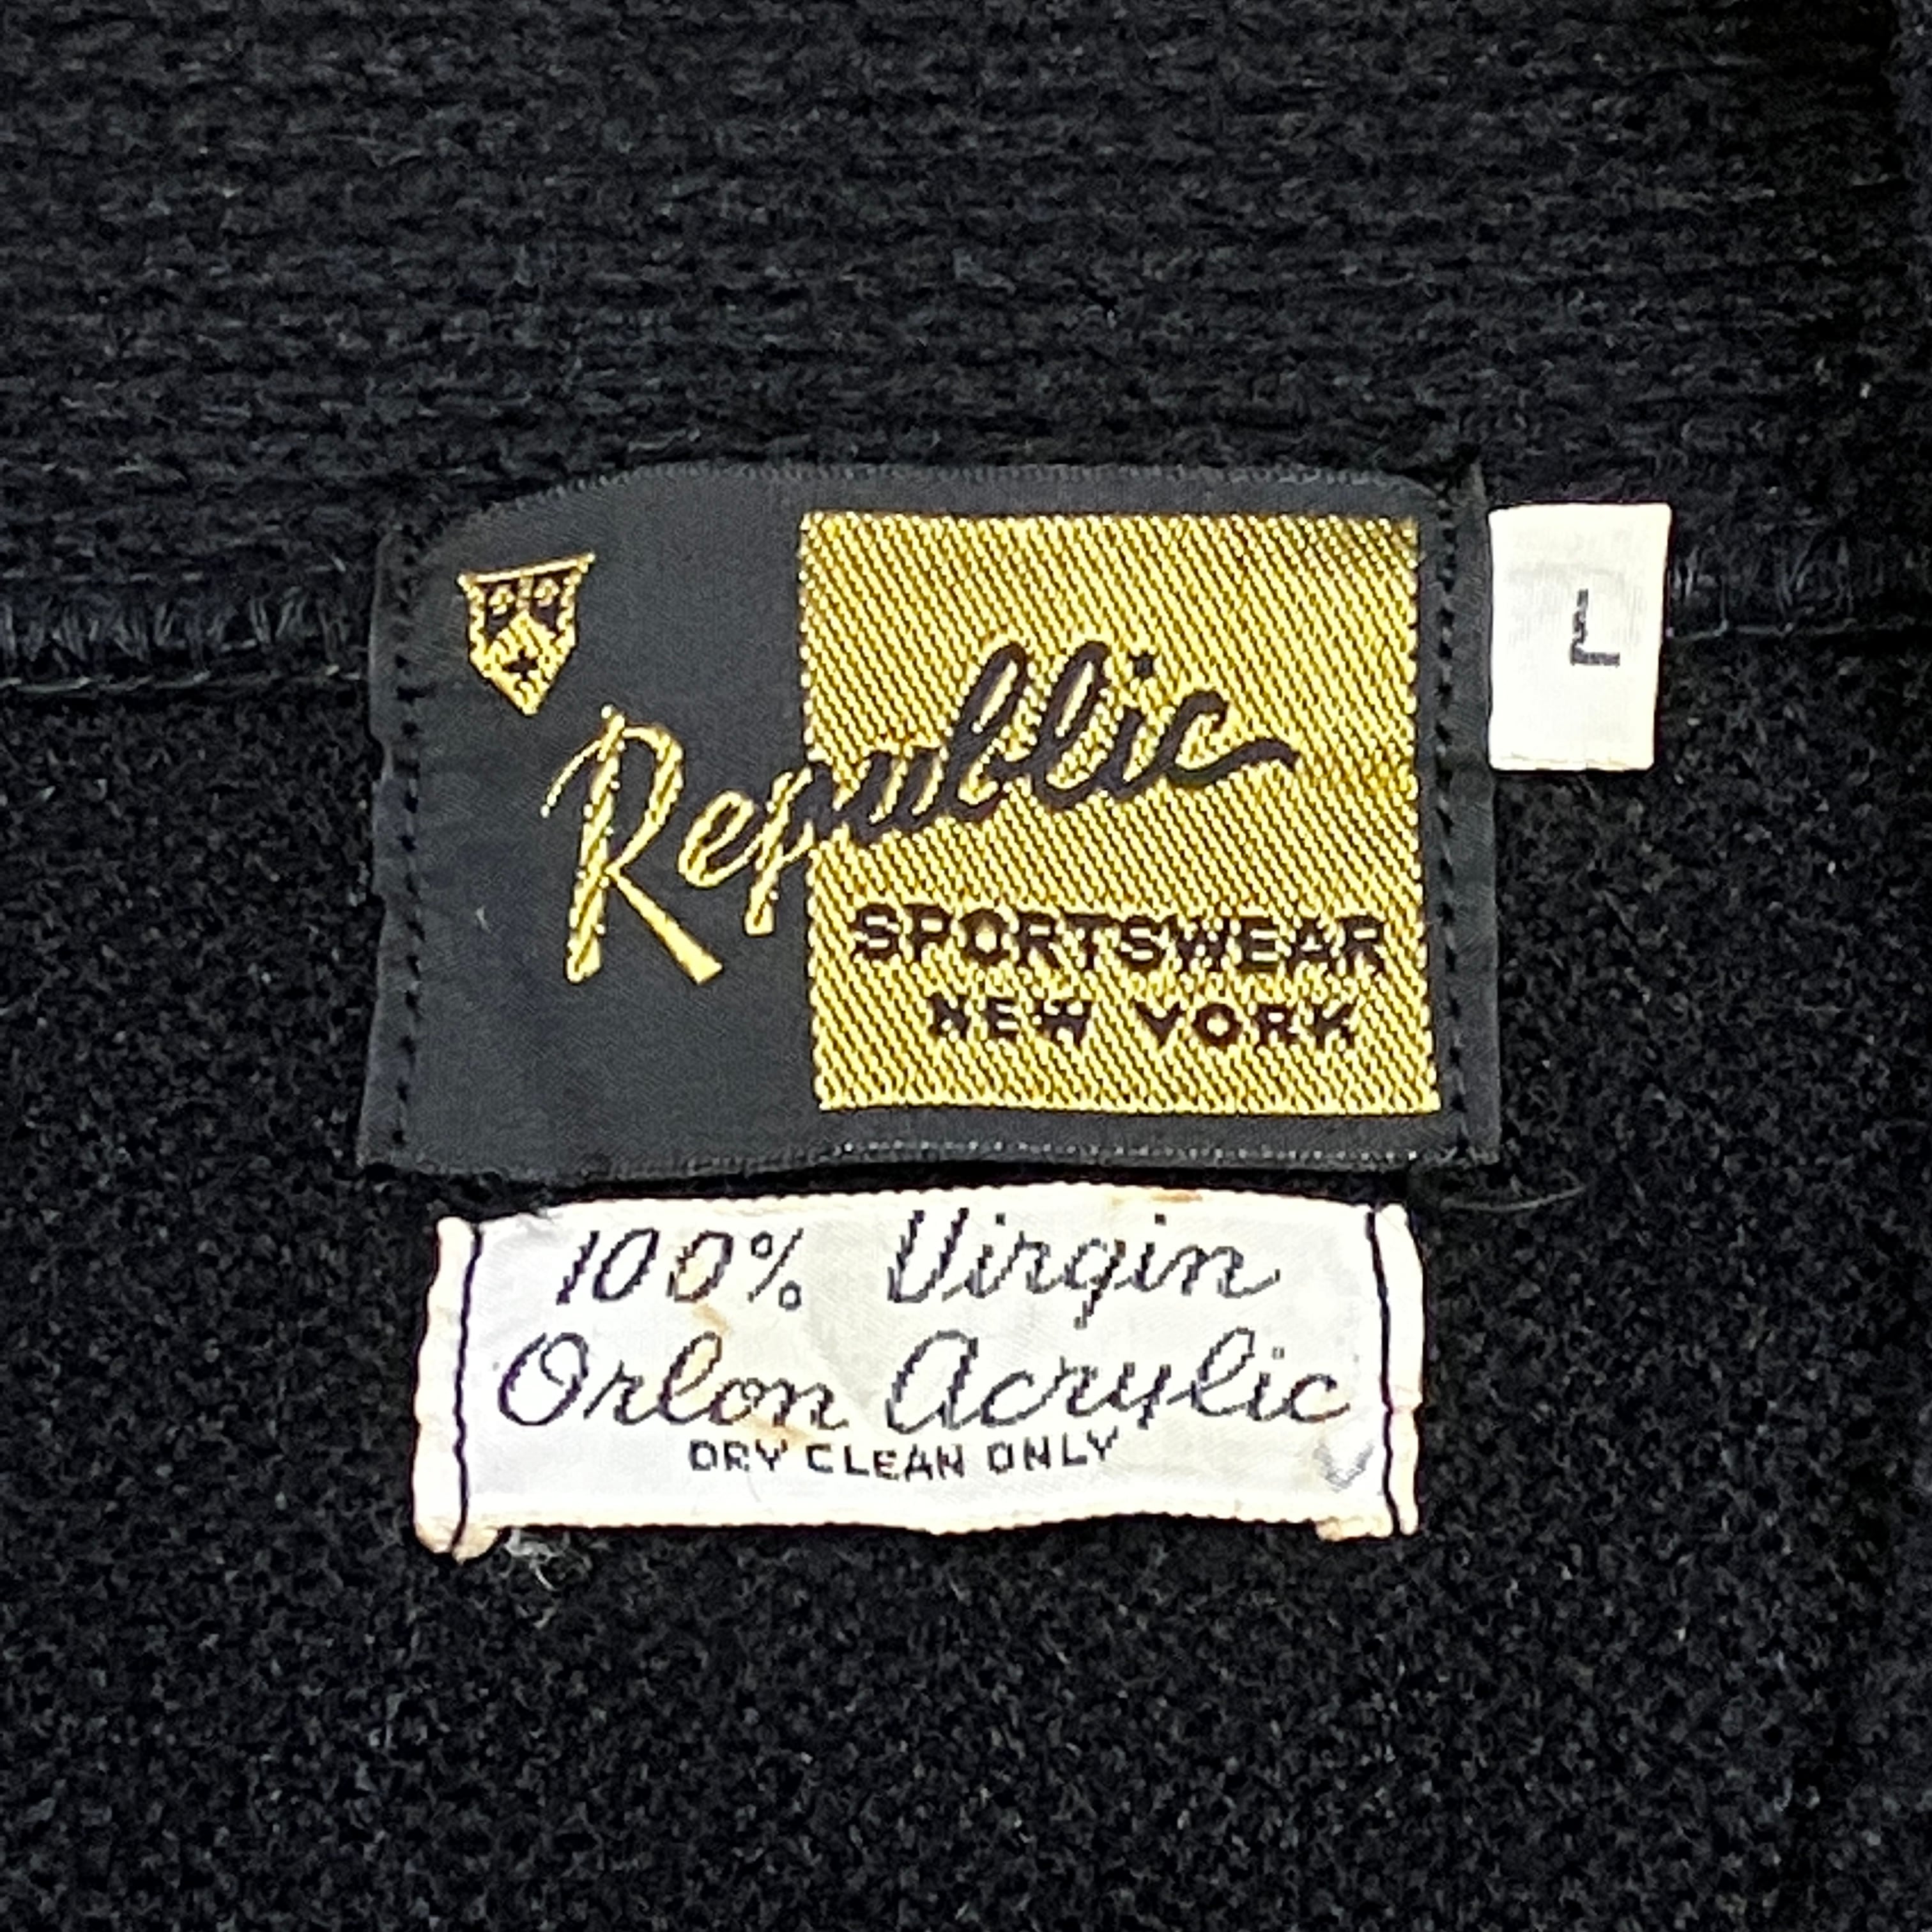 Republic
SPORTSWEAR
NEW YORK
L
100% Virgin
Orlon Acrylic
DRY CLEAN ONLY